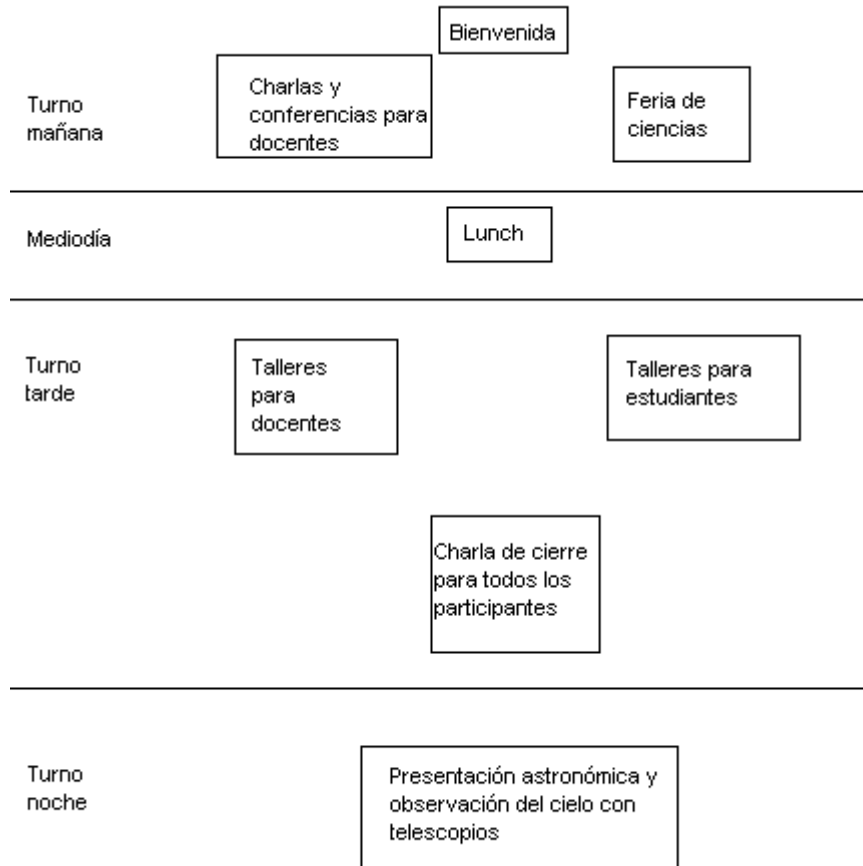 Bienvenida
Turno
mañana
Charlas y
conferencias para
docentes
Feria de
ciencias
Mediodía
Lunch
Turno
tarde
Talleres
para
docentes
Talleres para
estudiantes
Charla de cierre
para todos los
participantes
Turno
noche
Presentación astronómica y
observación del cielo con
telescopios